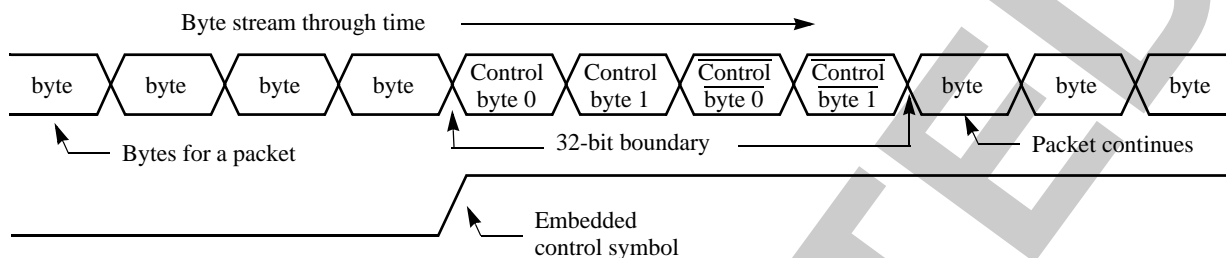 Byte stream through time
byte byte byte byte Control byte 0 Control byte 1 Control byte 0 Control byte 1 byte byte byte
Bytes for a packet
32-bit boundary
Packet continues
Embedded
control symbol